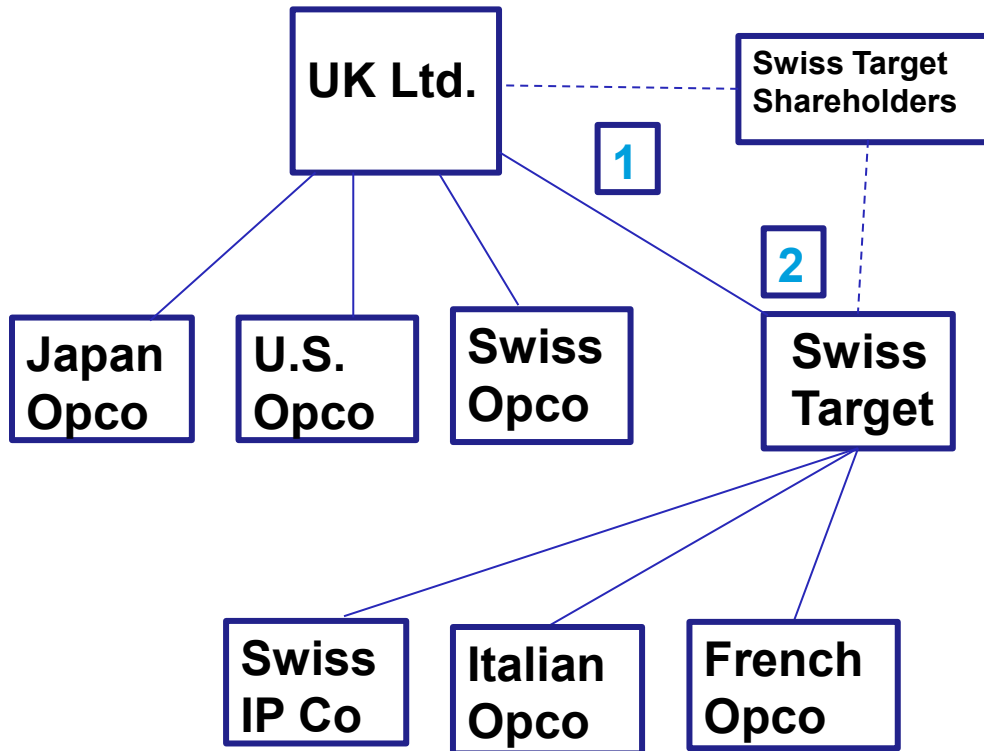 UK Ltd.
Swiss Target
Shareholders
1
2
Japan
Opco
U.S.
Opco
Swiss
Opco
Swiss
Target
Swiss
IP Co
Italian
Opco
French
Opco